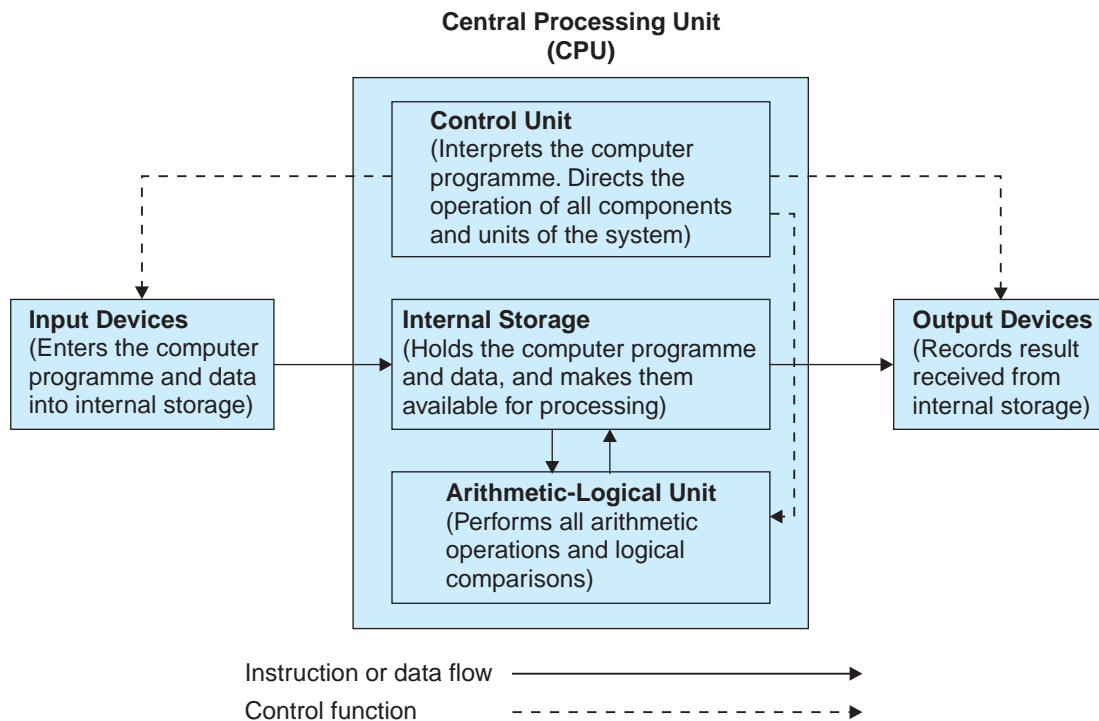 Central Processing Unit
(CPU)
Control Unit
(Interprets the computer
programme. Directs the
operation of all components
and units of the system)
Input Devices
(Enters the computer
programme and data
into internal storage)
Internal Storage
(Holds the computer programme
and data, and makes them
available for processing)
Output Devices
(Records result
received from
internal storage)
Arithmetic-Logical Unit
(Performs all arithmetic
operations and logical
comparisons)
Instruction or data flow
Control function